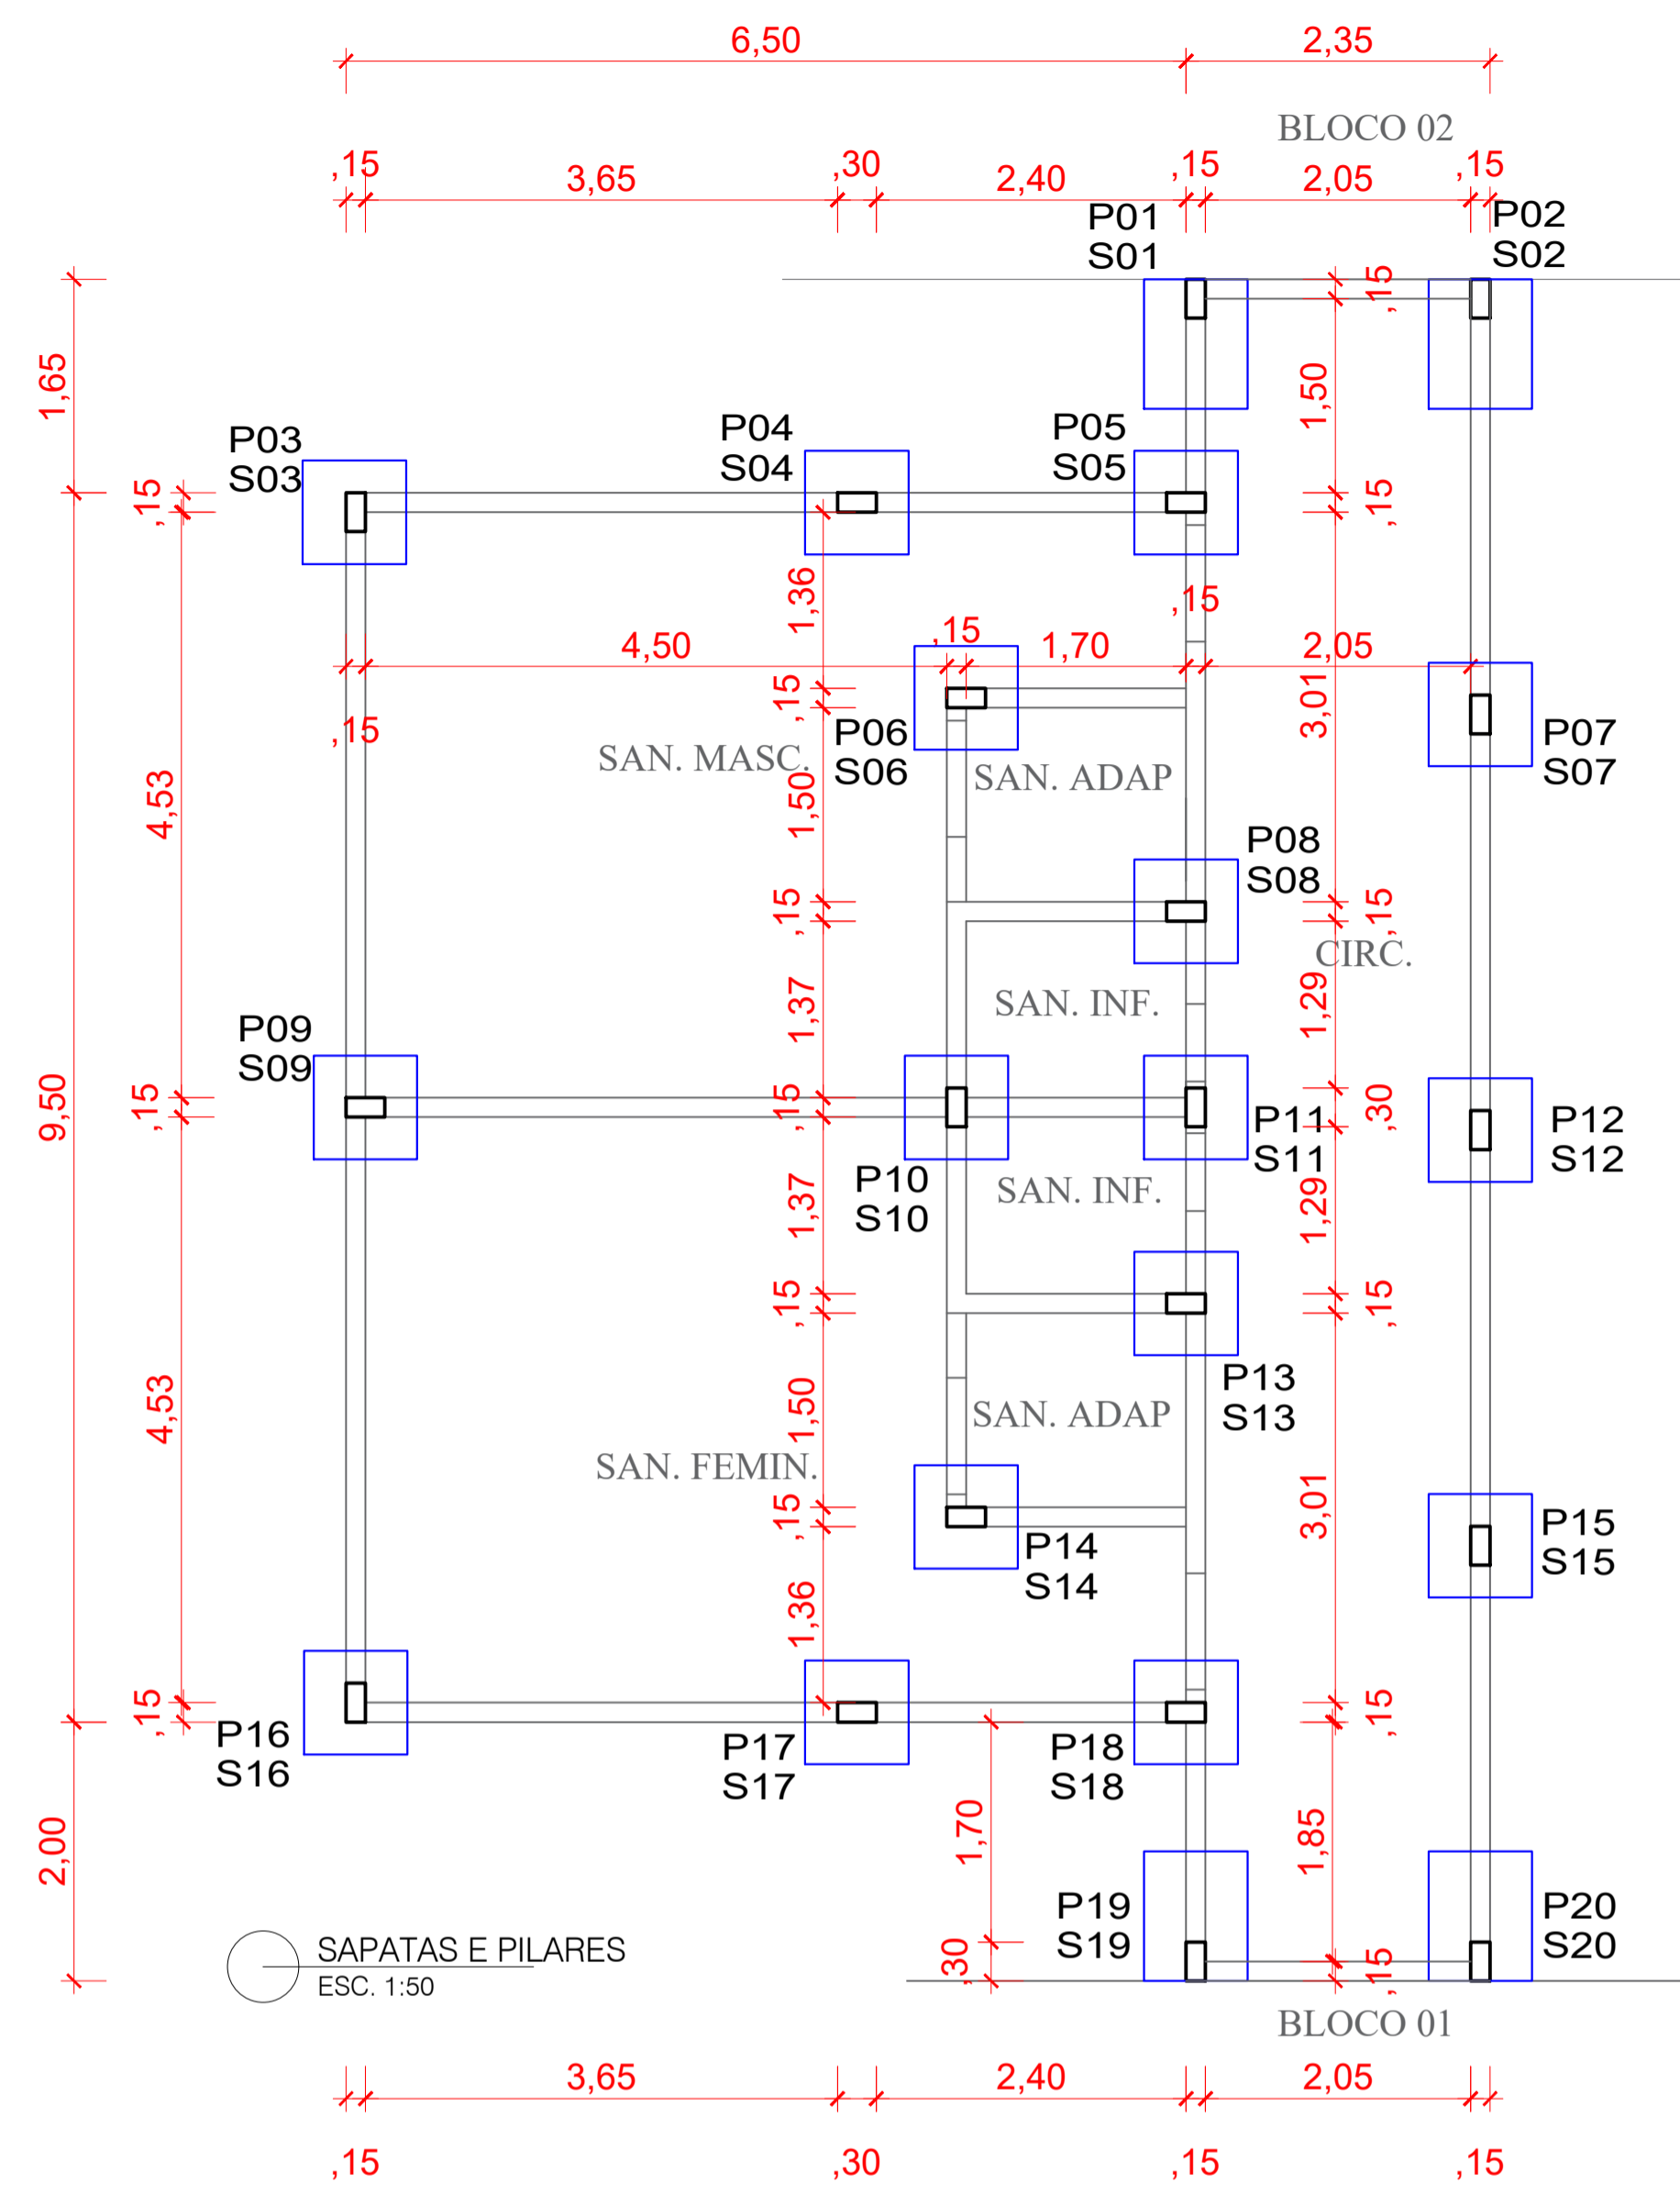 6,50
2,35
BLOCO 02
,15
3,65
,30
2,40
,15
2,05
,15
P01
S01
P02
S02
,15
1,65
1,50
P03
S03
P04
S04
P05
S05
,15
,15
1,36
,15
4,50
,15
1,70
2,05
,15
,15
3,01
SAN. MASC.
P06
S06
SAN. ADAP
P07
S07
4,53
1,50
P08
S08
,15
,15
CIRC.
SAN. INF.
1,37
1,29
P09
S09
9,50
,15
,15
,30
P10
S10
P11
S11
P12
S12
SAN. INF.
1,37
1,29
,15
,15
P13
S13
4,53
1,50
SAN. ADAP
SAN. FEMIN.
3,01
,15
P14
S14
P15
S15
1,36
,15
,15
P16
S16
P17
S17
P18
S18
2,00
1,70
1,85
P19
S19
P20
S20
,30
,15
SAPATAS E PILARES
ESC. 1:50
BLOCO 01
3,65
2,40
2,05
,15
,30
,15
,15